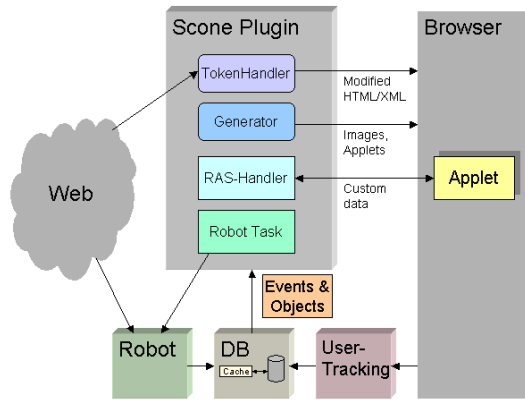 Scone Plugin
Browser
TokenHandler
Modified
HTML/XML
Generator
Images,
Applets
RAS-Handler
Custom
data
Applet
Web
Robot Task
Events &
Objects
Robot
DB
Cache
User-
Tracking